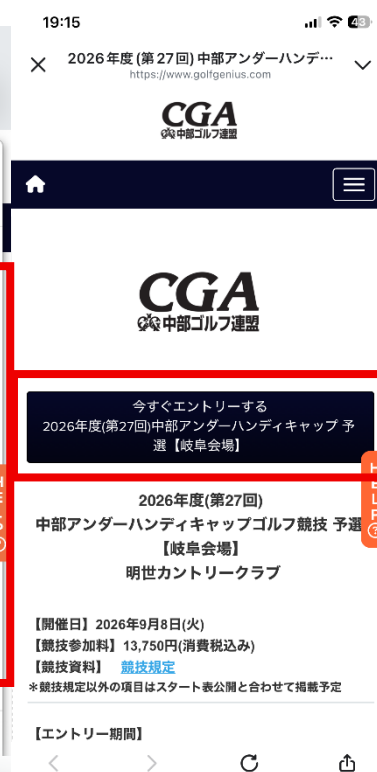 19:15
43
2026年度 (第27回) 中部アンダーハンデ…
https://www.golfgenius.com
CGA
中部ゴルフ連盟
CGA
中部ゴルフ連盟
今すぐエントリーする
2026年度(第27回)中部アンダーハンディキャップ 予
選【岐阜会場】
HELP
2026年度(第27回)
中部アンダーハンディキャップゴルフ競技 予選
【岐阜会場】
明世カントリークラブ
【開催日】2026年9月8日(火)
【競技参加料】13,750円(消費税込み)
【競技資料】 競技規定
＊競技規定以外の項目はスタート表公開と合わせて掲載予定
【エントリー期間】